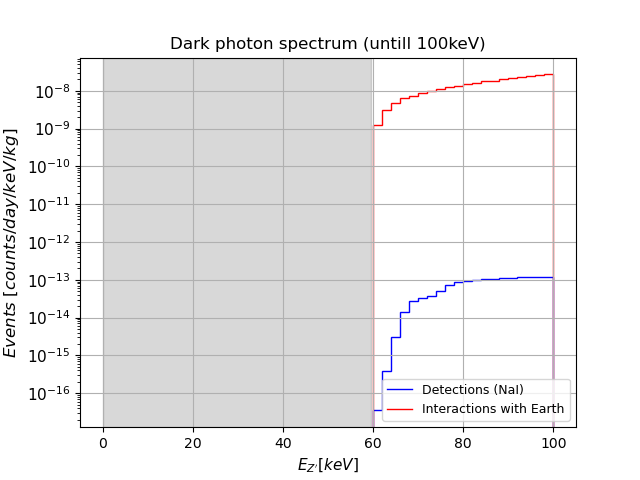 Dark photon spectrum (untill 100keV)
Events [counts/day/keV/kg]
10⁻⁸
10⁻⁹
10⁻¹⁰
10⁻¹¹
10⁻¹²
10⁻¹³
10⁻¹⁴
10⁻¹⁵
10⁻¹⁶
Detections (NaI)
Interactions with Earth
0 20 40 60 80 100
E_Z′[keV]